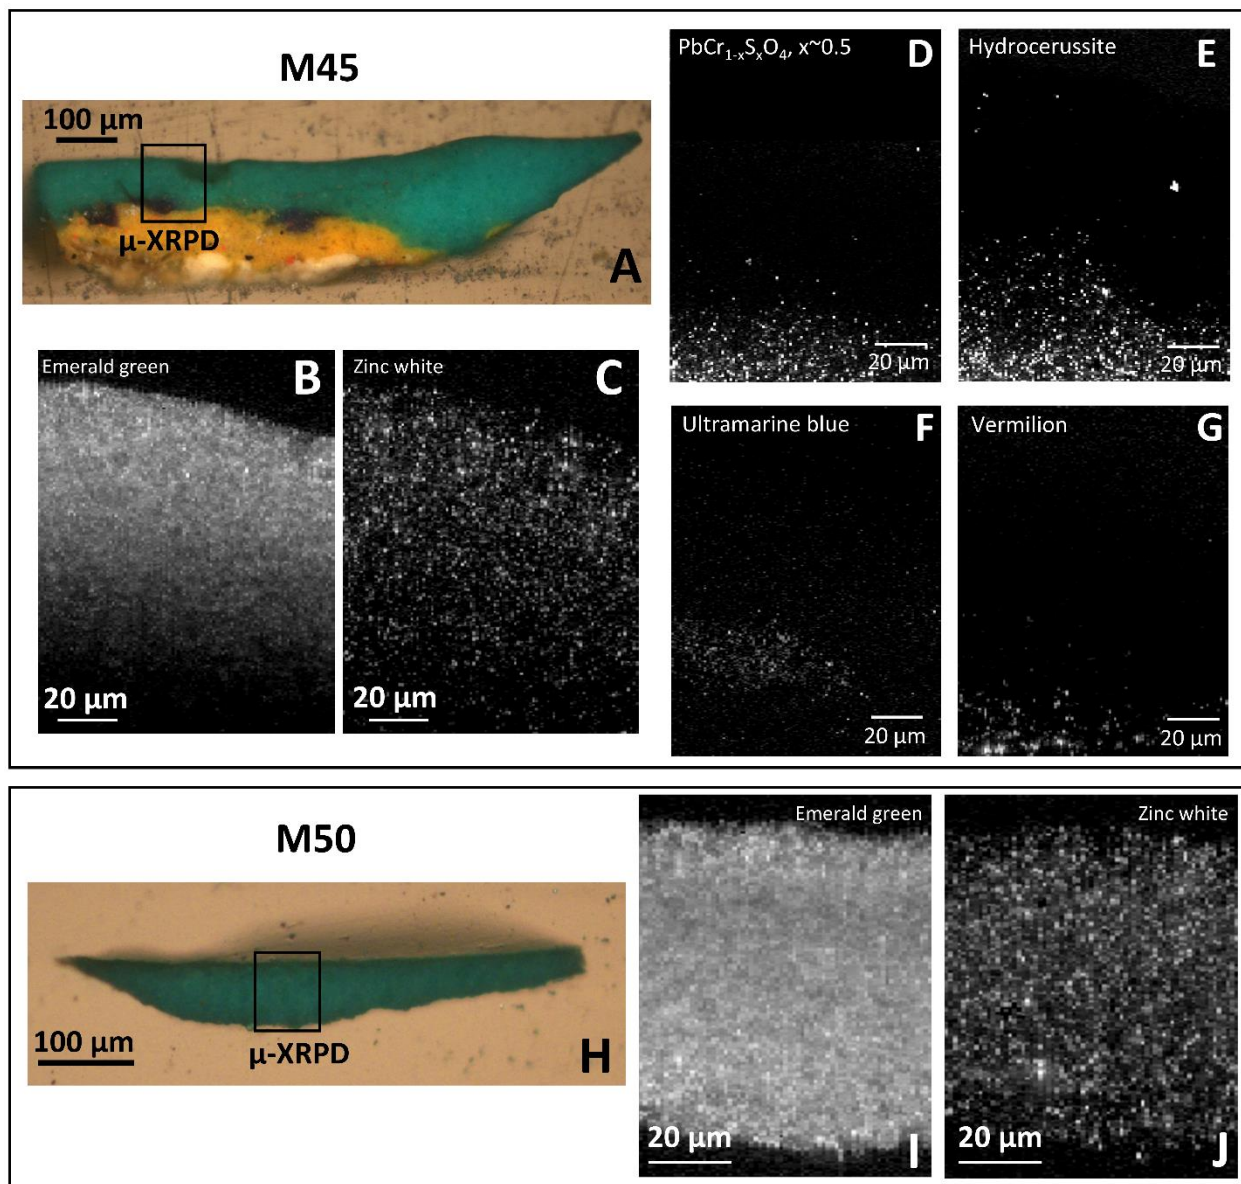 M45
100 µm
µ-XRPD
A
Emerald green
B
20 µm
Zinc white
C
20 µm
PbCr₁₋ₓSₓO₄, x~0.5
D
20 µm
Hydrocerussite
E
20 µm
Ultramarine blue
F
20 µm
Vermilion
G
20 µm
M50
100 µm
µ-XRPD
H
Emerald green
20 µm
I
Zinc white
20 µm
J